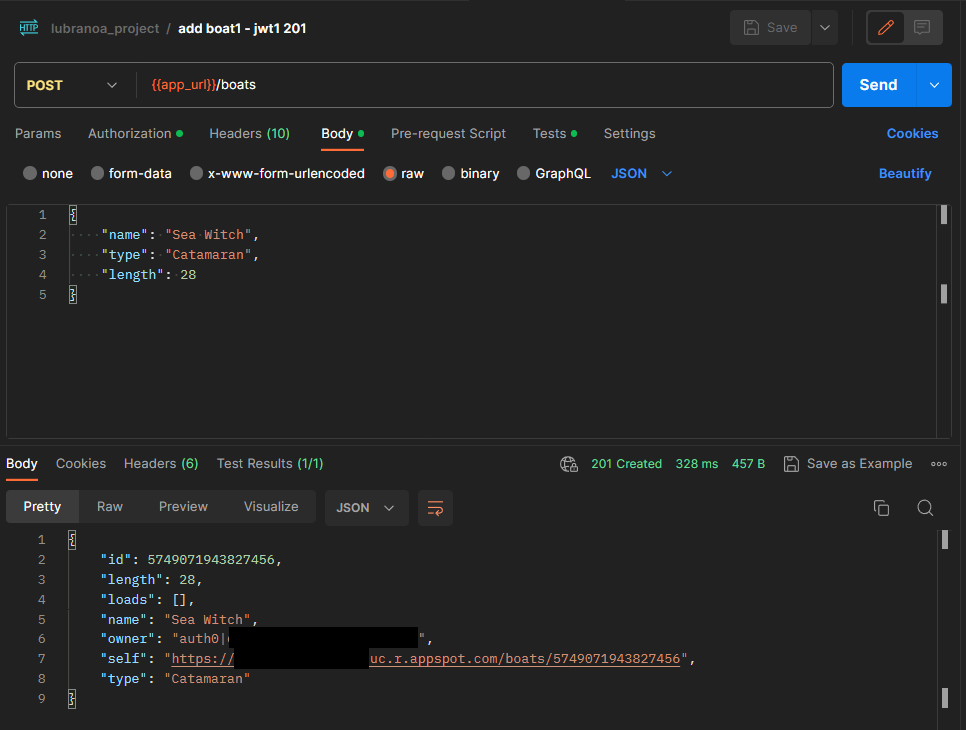 HTTP lubranoa_project / add boat1 - jwt1 201 Save
POST {{app_url}}/boats Send
Params Authorization Headers (10) Body Pre-request Script Tests Settings Cookies
none form-data x-www-form-urlencoded raw binary GraphQL JSON Beautify
1 {
2 "name": "Sea Witch",
3 "type": "Catamaran",
4 "length": 28
5 }
Body Cookies Headers (6) Test Results (1/1) 201 Created 328 ms 457 B Save as Example
Pretty Raw Preview Visualize JSON
1 {
2 "id": 5749071943827456,
3 "length": 28,
4 "loads": [],
5 "name": "Sea Witch",
6 "owner": "auth0| ",
7 "self": "https:// uc.r.appspot.com/boats/5749071943827456",
8 "type": "Catamaran"
9 }